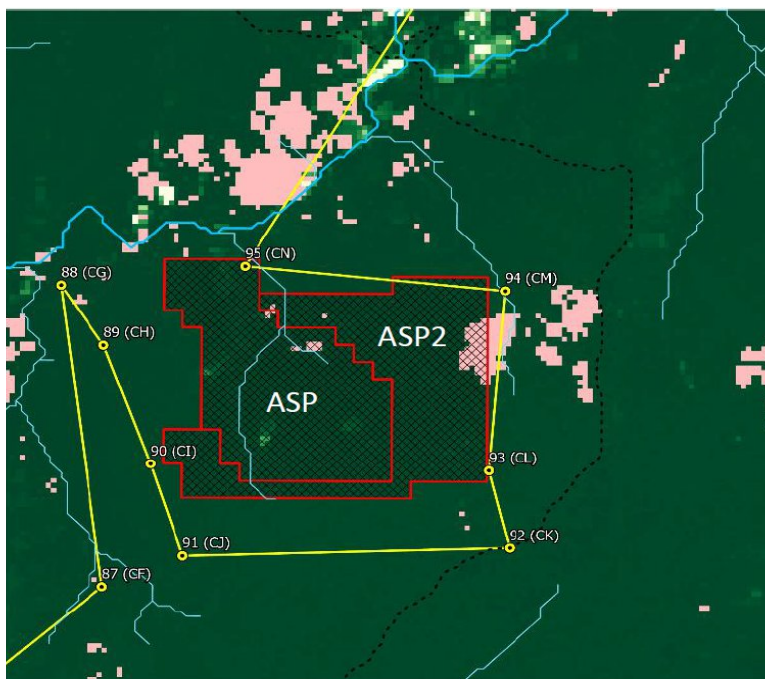 95 (CN)
88 (CG)
94 (CM)
89 (CH)
ASP2
ASP
90 (CI)
93 (CL)
91 (CJ)
92 (CK)
87 (CF)